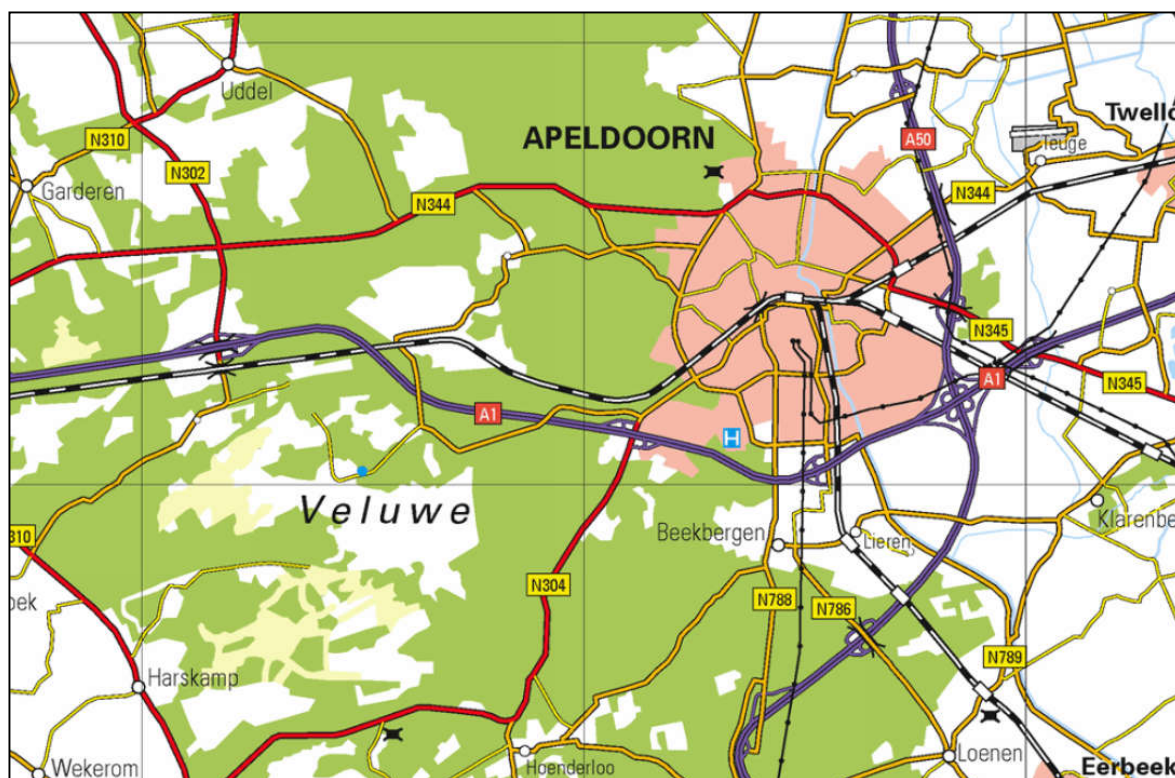 Uddel
APELDOORN
Twello
N310
A50
Teuge
N302
Garderen
N344
N344
N345
A1
N345
A1
H
Veluwe
Klarenbe
310
Beekbergen
Lieren
N304
N788
N786
oek
N789
Harskamp
Loenen
Hoenderloo
Wekerom
Eerbeek